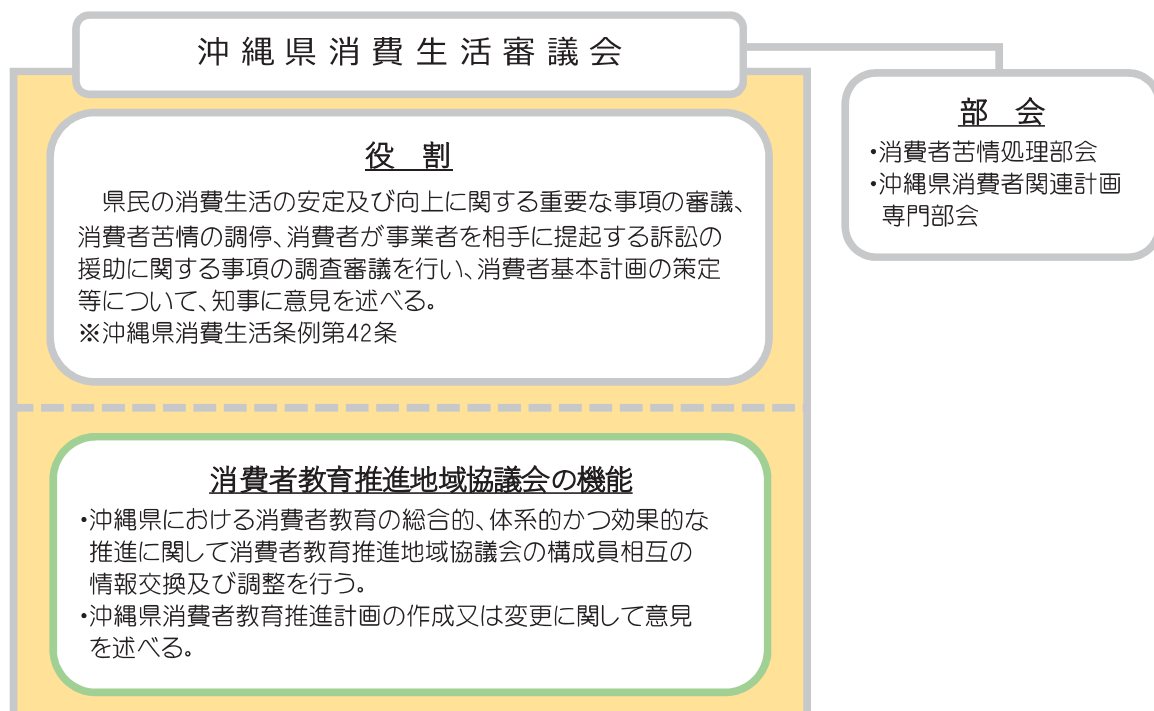 沖縄県消費生活審議会
役　割
　県民の消費生活の安定及び向上に関する重要な事項の審議、
消費者苦情の調停、消費者が事業者を相手に提起する訴訟の
援助に関する事項の調査審議を行い、消費者基本計画の策定
等について、知事に意見を述べる。
※沖縄県消費生活条例第42条
部　会
・消費者苦情処理部会
・沖縄県消費者関連計画
専門部会
消費者教育推進地域協議会の機能
・沖縄県における消費者教育の総合的、体系的かつ効果的な
推進に関して消費者教育推進地域協議会の構成員相互の
情報交換及び調整を行う。
・沖縄県消費者教育推進計画の作成又は変更に関して意見
を述べる。